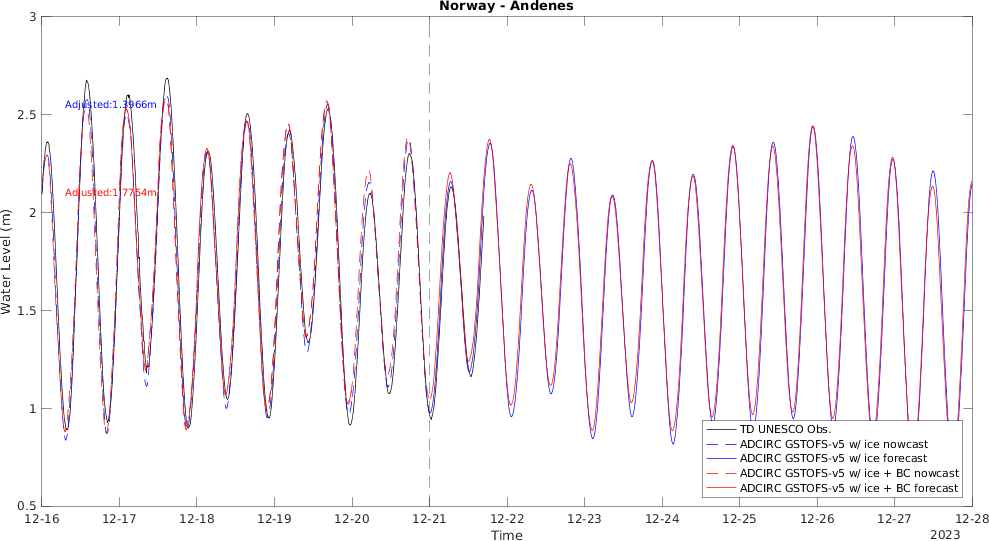 Norway - Andenes
3
2.5
2
1.5
1
0.5
Water Level (m)
Adjusted:1.3966m
Adjusted:1.7754m
TD UNESCO Obs.
ADCIRC GSTOFS-v5 w/ ice nowcast
ADCIRC GSTOFS-v5 w/ ice forecast
ADCIRC GSTOFS-v5 w/ ice + BC nowcast
ADCIRC GSTOFS-v5 w/ ice + BC forecast
12-16 12-17 12-18 12-19 12-20 12-21 12-22 12-23 12-24 12-25 12-26 12-27 12-28
Time
2023